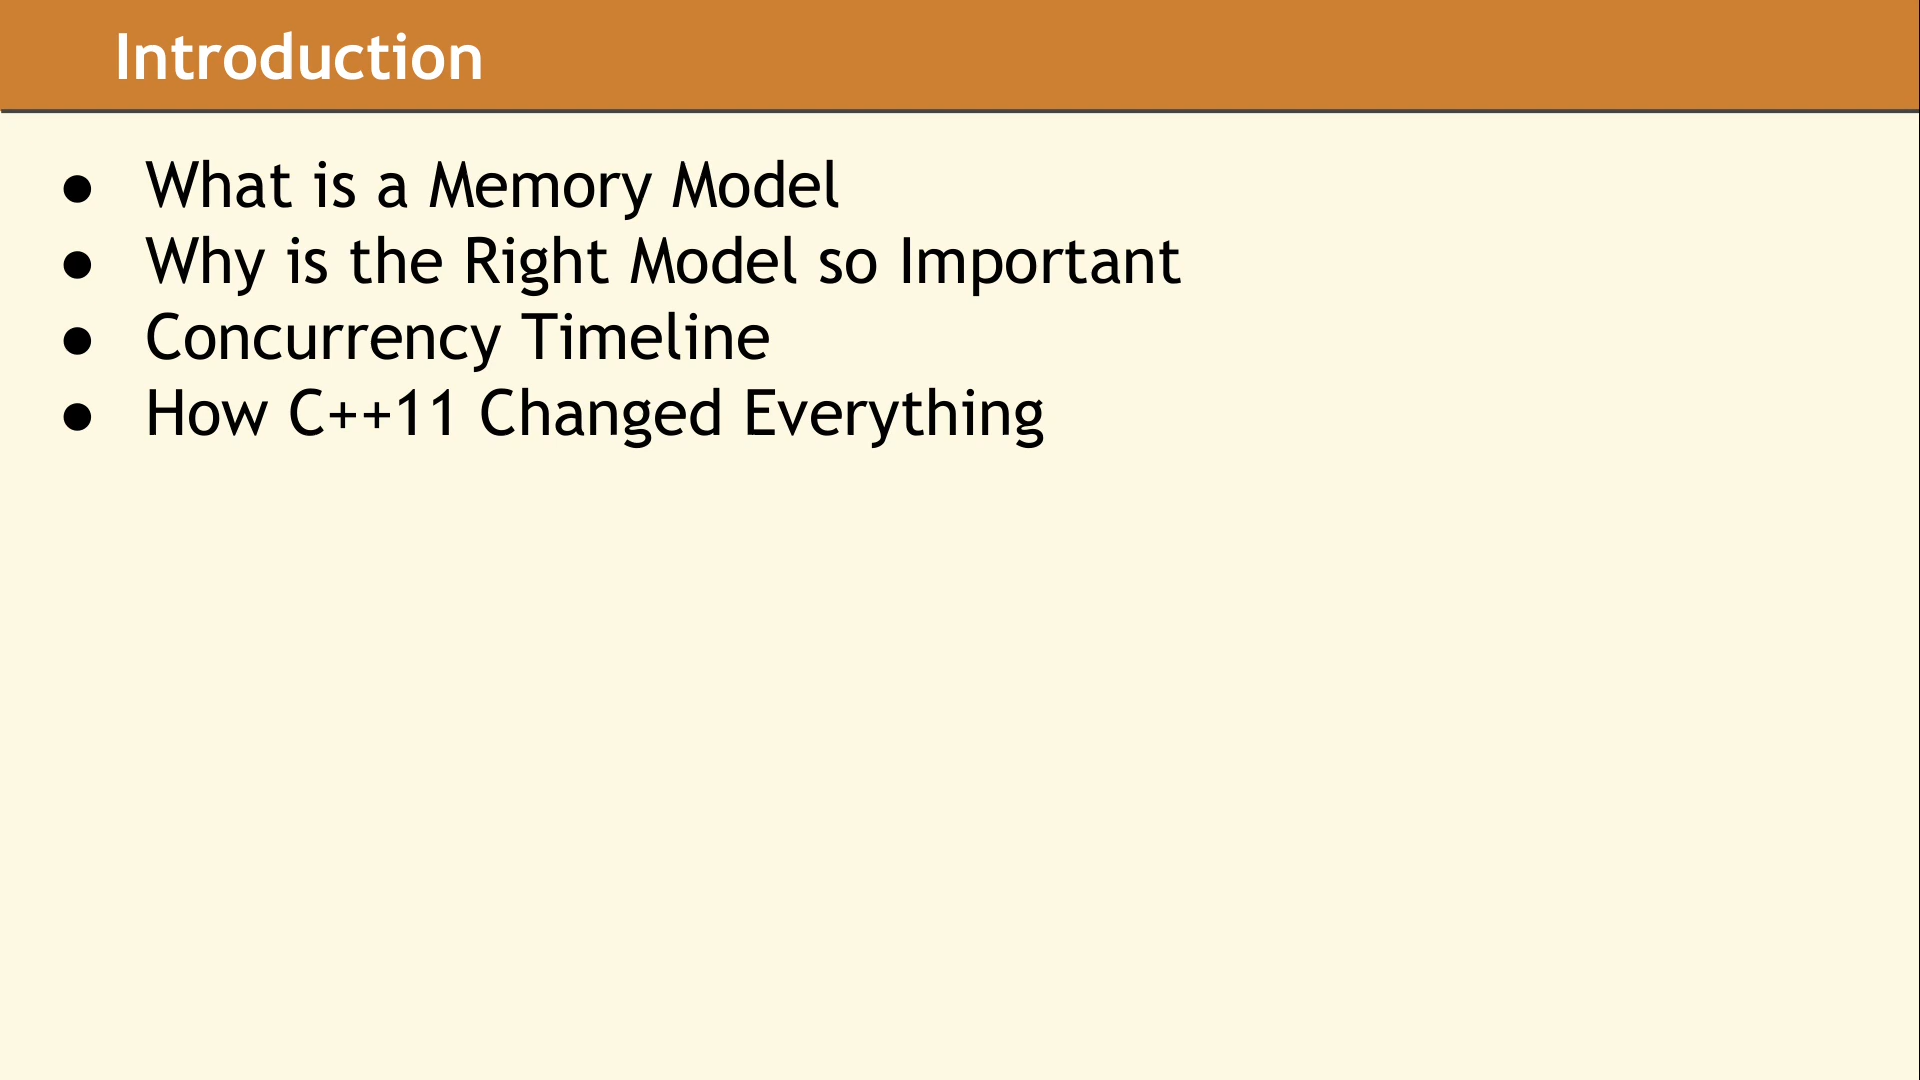 Introduction
● What is a Memory Model
● Why is the Right Model so Important
● Concurrency Timeline
● How C++11 Changed Everything